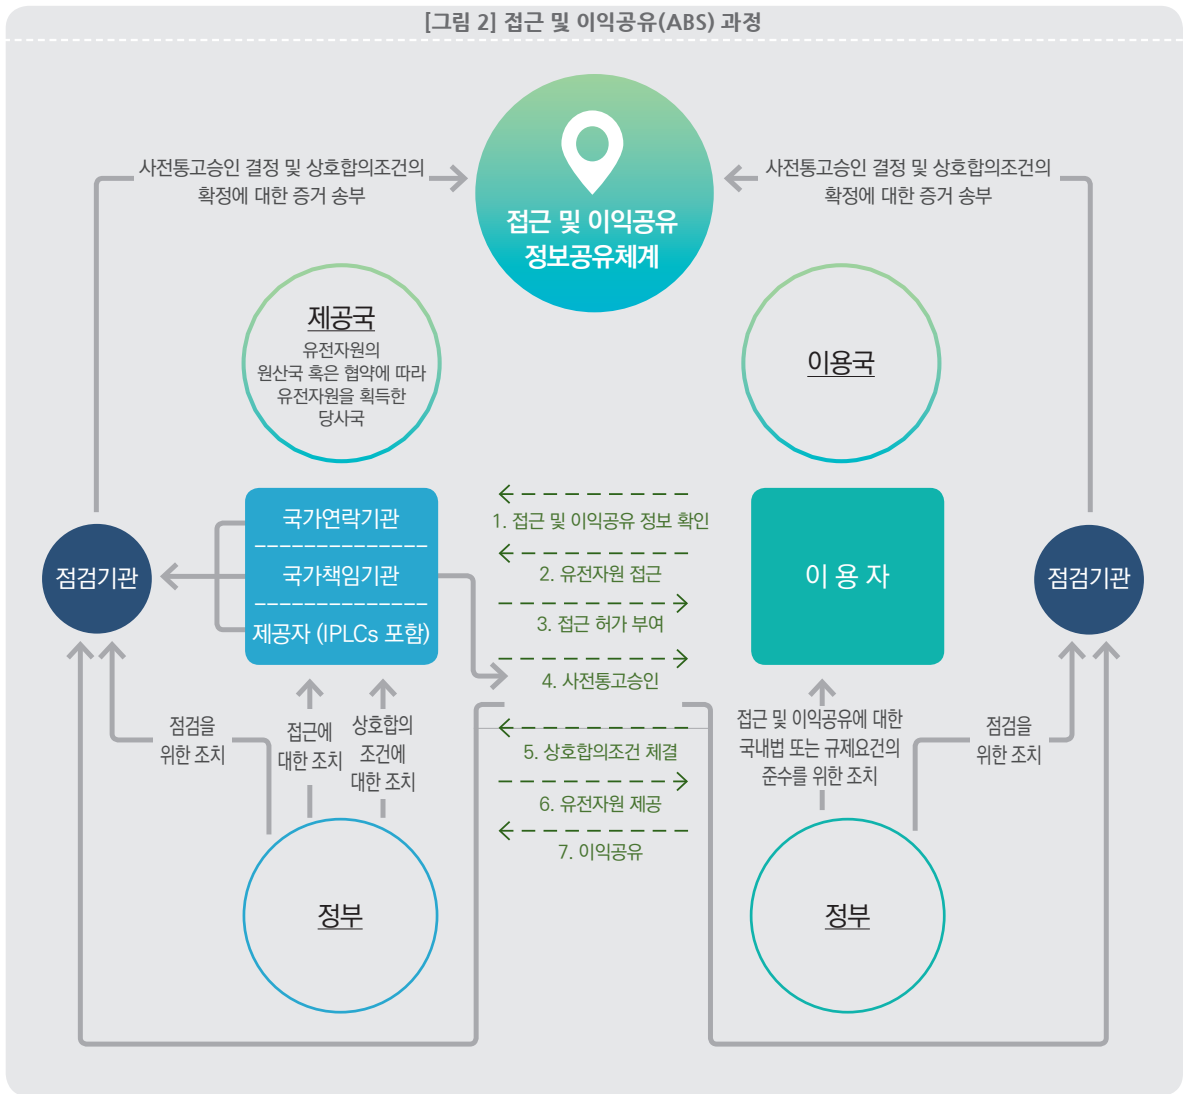 [그림 2] 접근 및 이익공유(ABS) 과정
사전통고승인 결정 및 상호합의조건의
확정에 대한 증거 송부
접근 및 이익공유
정보공유체계
사전통고승인 결정 및 상호합의조건의
확정에 대한 증거 송부
제공국
유전자원의
원산국 혹은 협약에 따라
유전자원을 획득한
당사국
이용국
점검기관
국가연락기관
국가책임기관
제공자 (IPLCs 포함)
1. 접근 및 이익공유 정보 확인
2. 유전자원 접근
3. 접근 허가 부여
4. 사전통고승인
5. 상호합의조건 체결
6. 유전자원 제공
7. 이익공유
이 용 자
점검기관
점검을
위한 조치
접근에
대한 조치
상호합의
조건에
대한 조치
접근 및 이익공유에 대한
국내법 또는 규제요건의
준수를 위한 조치
점검을
위한 조치
정부
정부